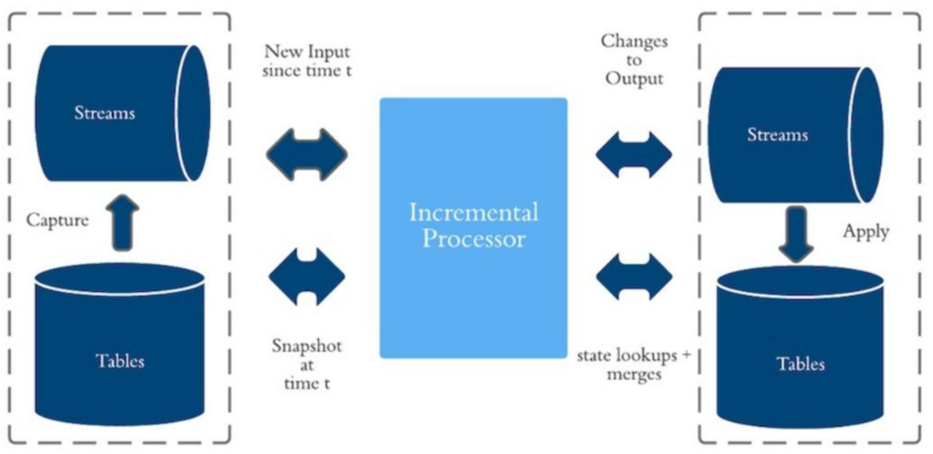 Streams
Capture
Tables
New Input
since time t
Snapshot
at
time t
Incremental
Processor
Changes
to
Output
state lookups +
merges
Streams
Apply
Tables